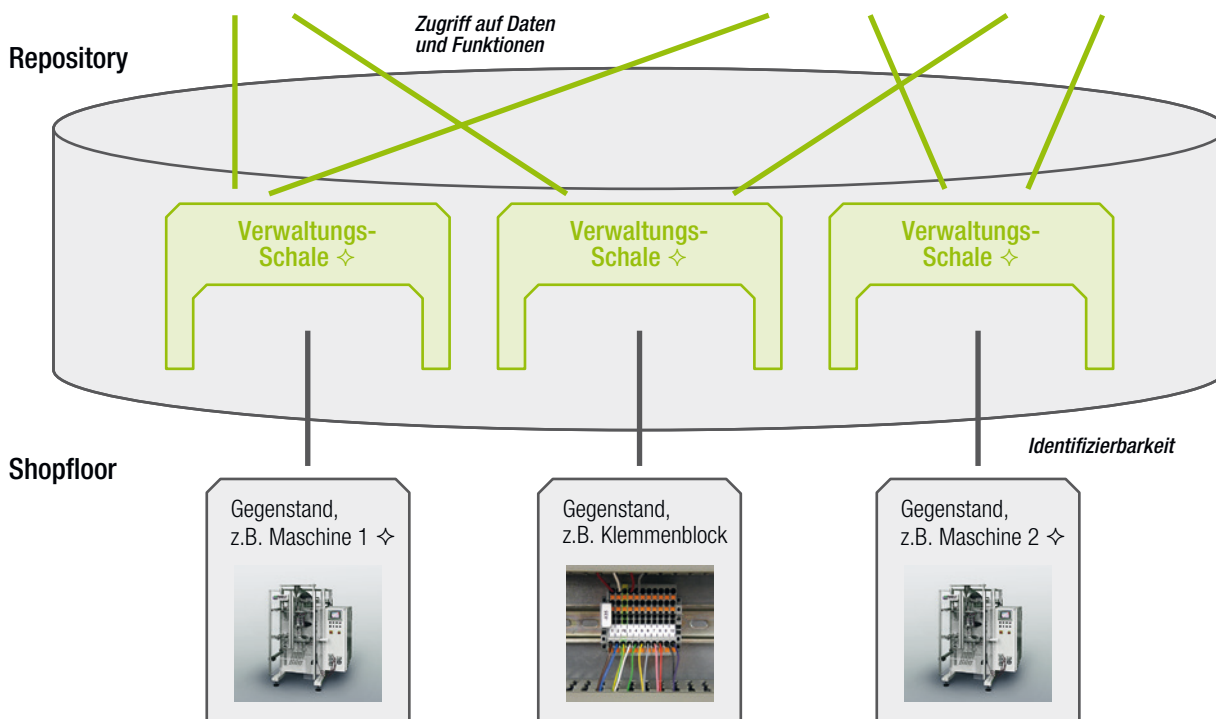 Zugriff auf Daten
und Funktionen
Repository
Verwaltungs-
Schale
Verwaltungs-
Schale
Verwaltungs-
Schale
Identifizierbarkeit
Shopfloor
Gegenstand,
z.B. Maschine 1
Gegenstand,
z.B. Klemmenblock
Gegenstand,
z.B. Maschine 2